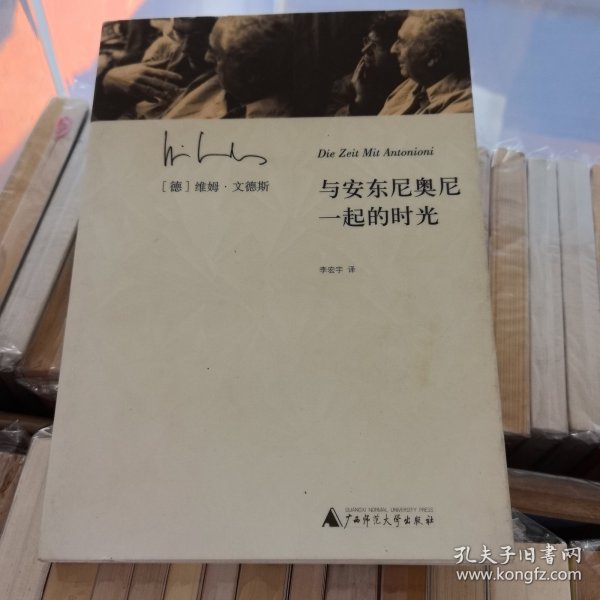 Die Zeit Mit Antonioni
[德] 维姆·文德斯
与安东尼奥尼
一起的时光
李宏宇 译
GUANGXI NORMAL UNIVERSITY PRESS
广西师范大学出版社
孔夫子旧书网
www.kongfz.com